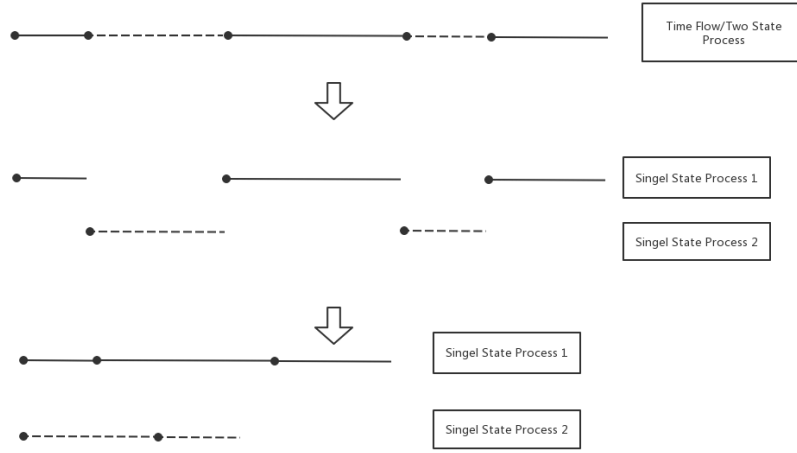 Time Flow/Two State
Process
Singel State Process 1
Singel State Process 2
Singel State Process 1
Singel State Process 2